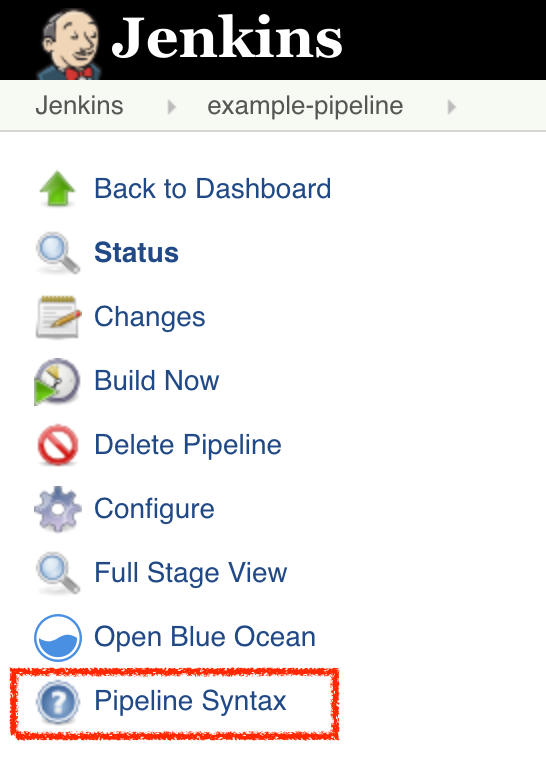 Jenkins
Jenkins example-pipeline
Back to Dashboard
Status
Changes
Build Now
Delete Pipeline
Configure
Full Stage View
Open Blue Ocean
? Pipeline Syntax